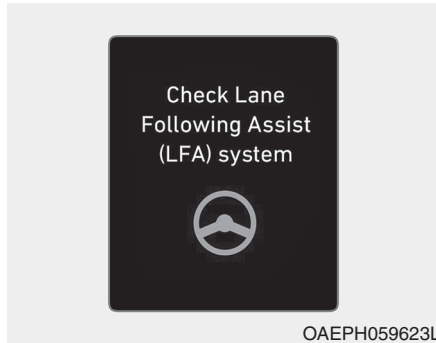 Check Lane
Following Assist
(LFA) system
OAEPH059623L